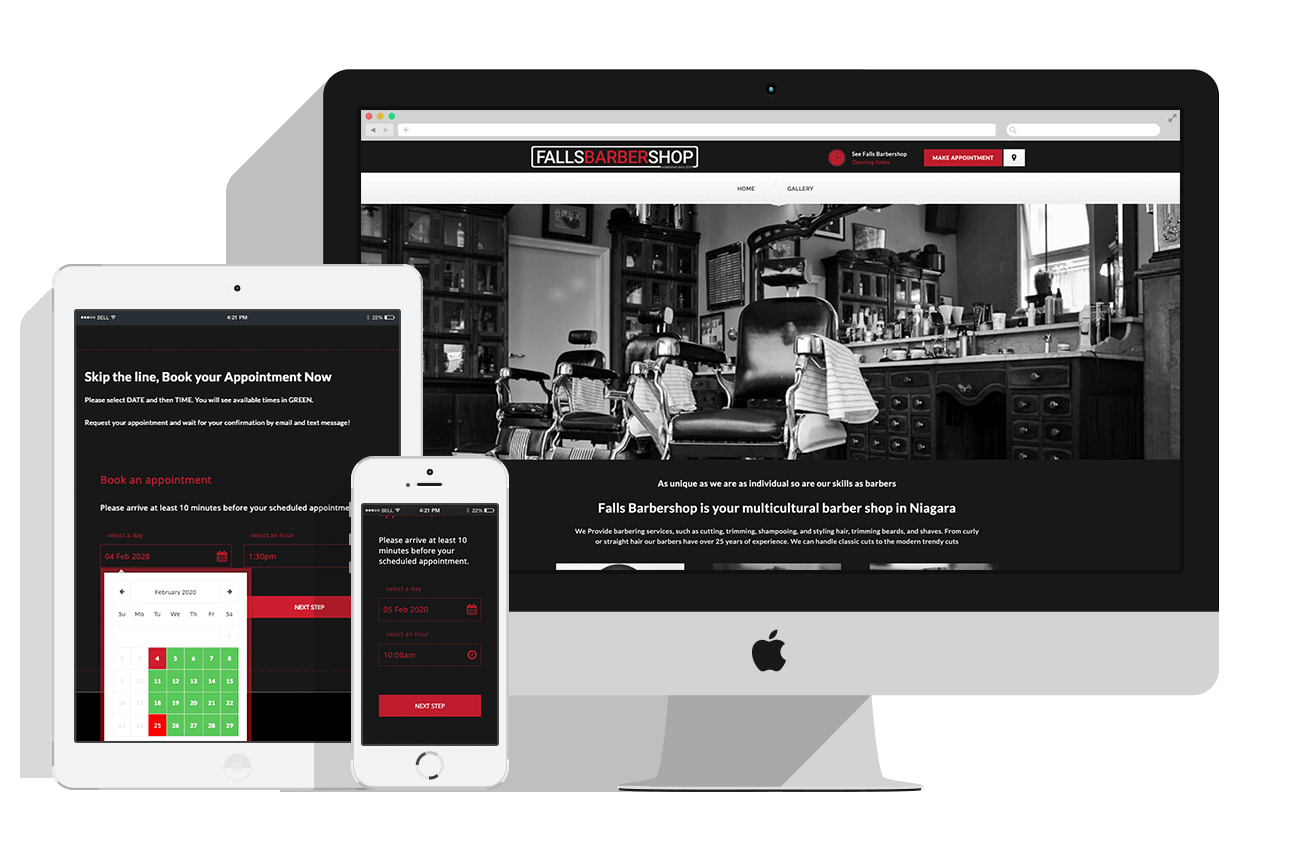 FALLSBARBERSHOP
See Falls Barbershop
Opening times
MAKE APPOINTMENT
HOME
GALLERY
As unique as we are as individual so are our skills as barbers
Falls Barbershop is your multicultural barber shop in Niagara
We Provide barbering services, such as cutting, trimming, shampooing, and styling hair, trimming beards, and shaves. From curly
or straight hair our barbers have over 25 years of experience. We can handle classic cuts to the modern trendy cuts
BELL 4:21 PM 22%
Skip the line, Book your Appointment Now
Please select DATE and then TIME. You will see available times in GREEN.
Request your appointment and wait for your confirmation by email and text message!
Book an appointment
Please arrive at least 10 minutes before your scheduled appointme
select a day select an hour
04 Feb 2020 1:30pm
NEXT STEP
February 2020
Su Mo Tu We Th Fr Sa
1
2 3 4 5 6 7 8
9 10 11 12 13 14 15
16 17 18 19 20 21 22
23 24 25 26 27 28 29
BELL 4:21 PM 22%
Please arrive at least 10
minutes before your
scheduled appointment.
select a day
05 Feb 2020
select an hour
10:00am
NEXT STEP